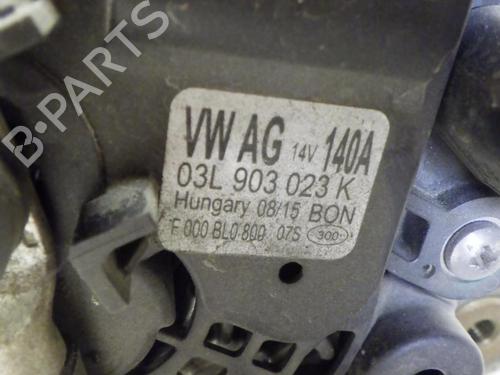 B-PARTS
VW AG 14V 140A
03L 903 023 K
Hungary 08/15 BON
F 000 BL0 800 07S 300